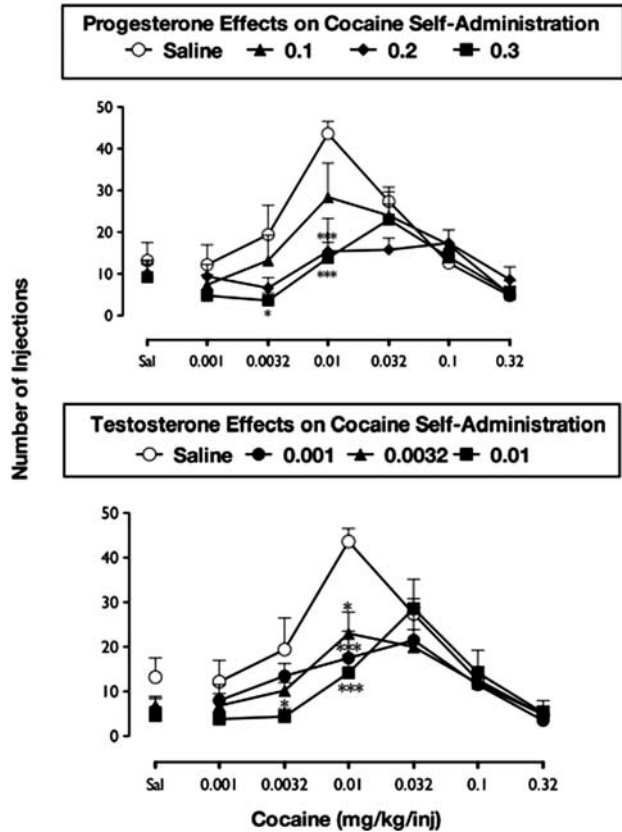 Progesterone Effects on Cocaine Self-Administration
Saline 0.1 0.2 0.3
50
40
30
20
10
0
***
***
*
Sal 0.001 0.0032 0.01 0.032 0.1 0.32
Number of Injections
Testosterone Effects on Cocaine Self-Administration
Saline 0.001 0.0032 0.01
50
40
30
20
10
0
*
***
***
*
Sal 0.001 0.0032 0.01 0.032 0.1 0.32
Cocaine (mg/kg/inj)